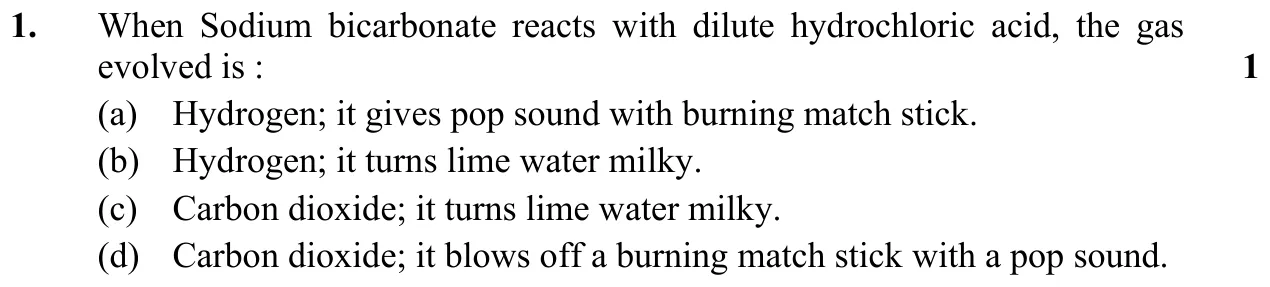 1. When Sodium bicarbonate reacts with dilute hydrochloric acid, the gas
evolved is : 1
(a) Hydrogen; it gives pop sound with burning match stick.
(b) Hydrogen; it turns lime water milky.
(c) Carbon dioxide; it turns lime water milky.
(d) Carbon dioxide; it blows off a burning match stick with a pop sound.